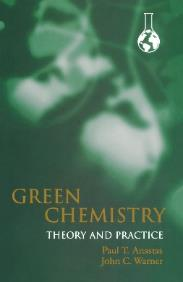 GREEN
CHEMISTRY
THEORY AND PRACTICE
Paul T. Anastas
John C. Warner